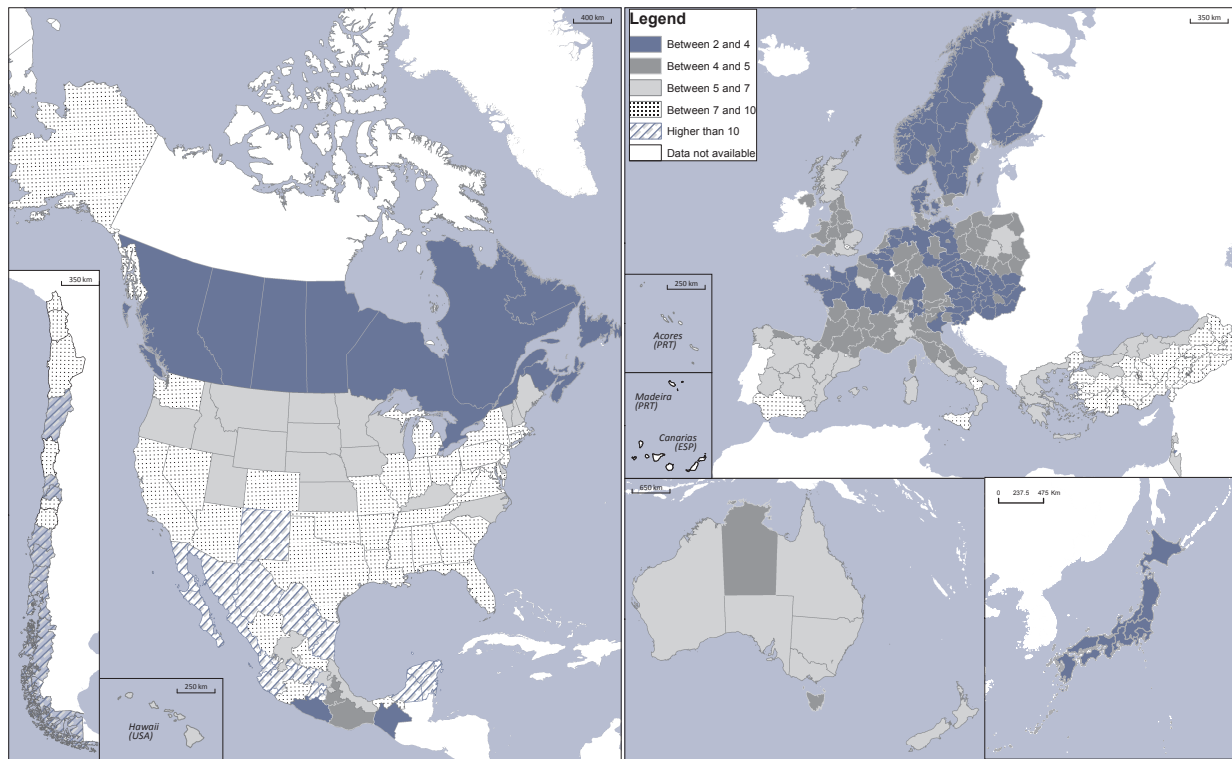 400 km
Legend
Between 2 and 4
Between 4 and 5
Between 5 and 7
Between 7 and 10
Higher than 10
Data not available
350 km
350 km
250 km
Acores
(PRT)
Madeira
(PRT)
Canarias
(ESP)
650 km
0 237.5 475 Km
250 km
Hawaii
(USA)